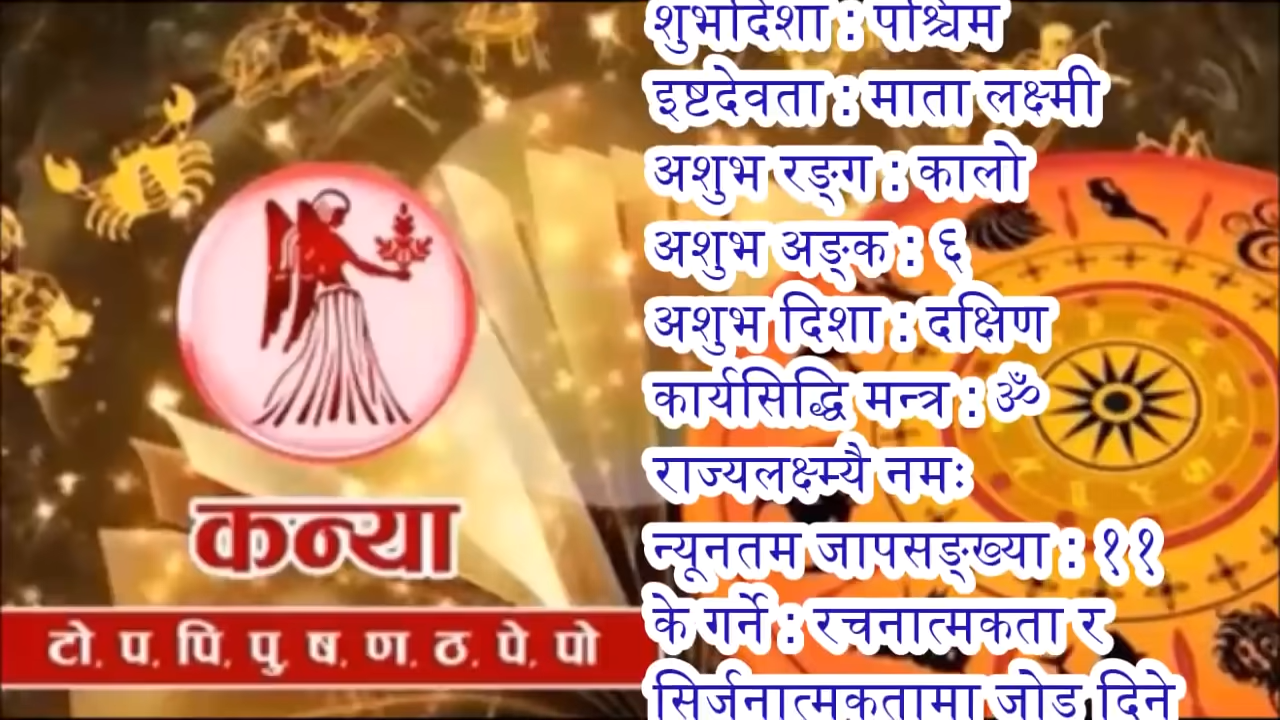 शुभदिशा : पश्चिम
इष्टदेवता : माता लक्ष्मी
अशुभ रङ्ग : कालो
अशुभ अङ्क : ६
अशुभ दिशा : दक्षिण
कार्यसिद्धि मन्त्र : ॐ
राज्यलक्ष्म्यै नमः
न्यूनतम जापसङ्ख्या : ११
के गर्ने : रचनात्मकता र
सिर्जनात्मकतामा जोड दिने
कन्या
टो. प. पि. पु. ष. ण. ठ. पे. पो